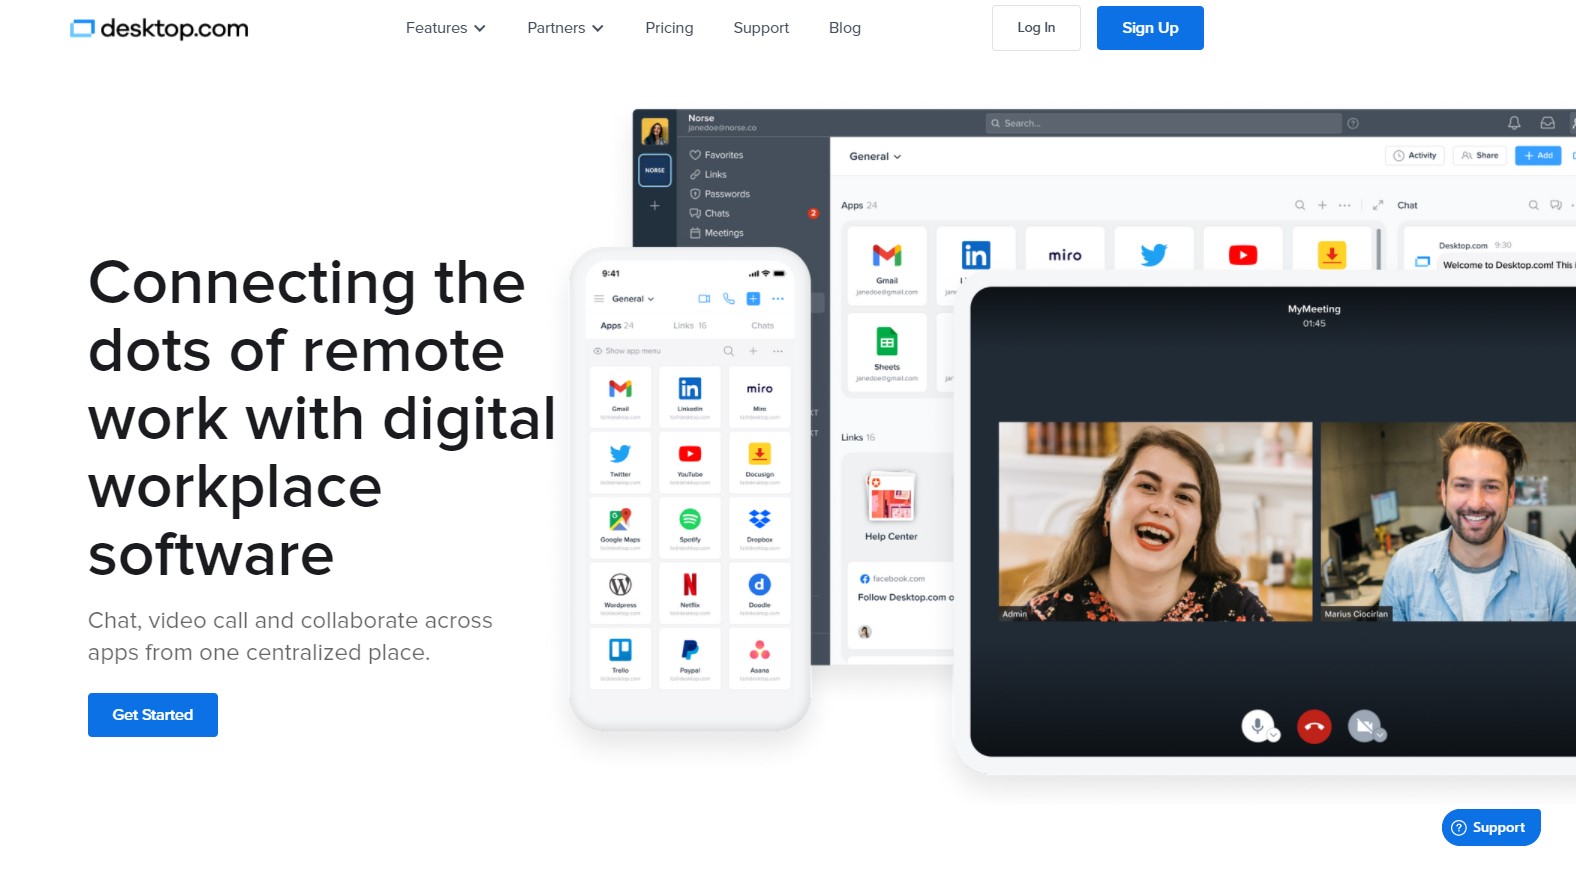 desktop.com
Features
Partners
Pricing
Support
Blog
Log In
Sign Up
Connecting the
dots of remote
work with digital
workplace
software
Chat, video call and collaborate across
apps from one centralized place.
Get Started
Norse
janedoe@norse.co
Search...
NORSE
Favorites
Links
Passwords
Chats
2
Meetings
General
Activity
Share
Add
Apps 24
Chat
Gmail
janedoe@gmail.com
miro
Desktop.com 9:30
Welcome to Desktop.com! This i
Sheets
janedoe@gmail.com
Links 16
Help Center
facebook.com
Follow Desktop.com o
9:41
General
Apps 24
Links 16
Chats
Show app menu
Gmail
LinkedIn
miro
Miro
Twitter
YouTube
Docusign
Google Maps
Spotify
Dropbox
Wordpress
Netflix
Doodle
Trello
Paypal
Asana
MyMeeting
01:45
Admin
Marius Ciocirlan
Support